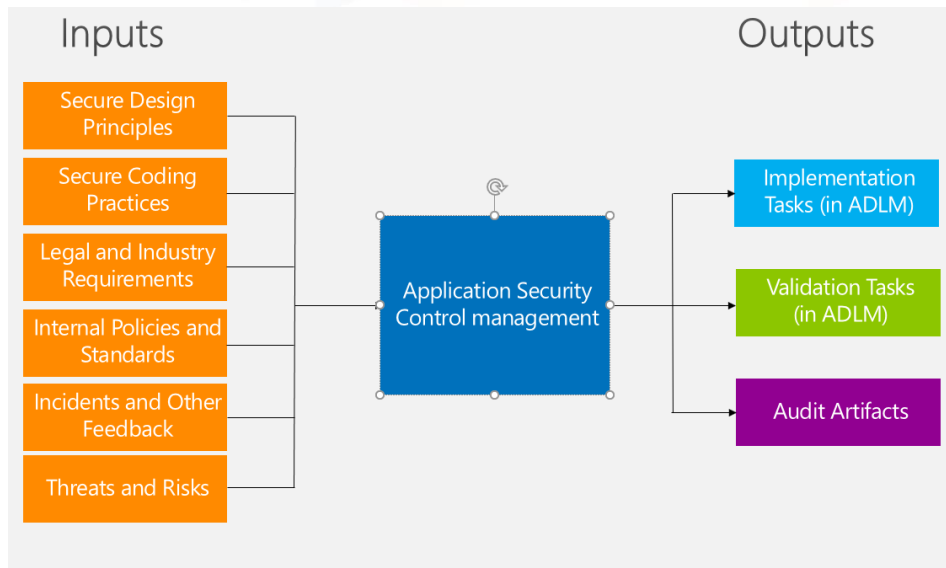 Inputs
Outputs
Secure Design
Principles
Secure Coding
Practices
Legal and Industry
Requirements
Internal Policies and
Standards
Incidents and Other
Feedback
Threats and Risks
Application Security
Control management
Implementation
Tasks (in ADLM)
Validation Tasks
(in ADLM)
Audit Artifacts